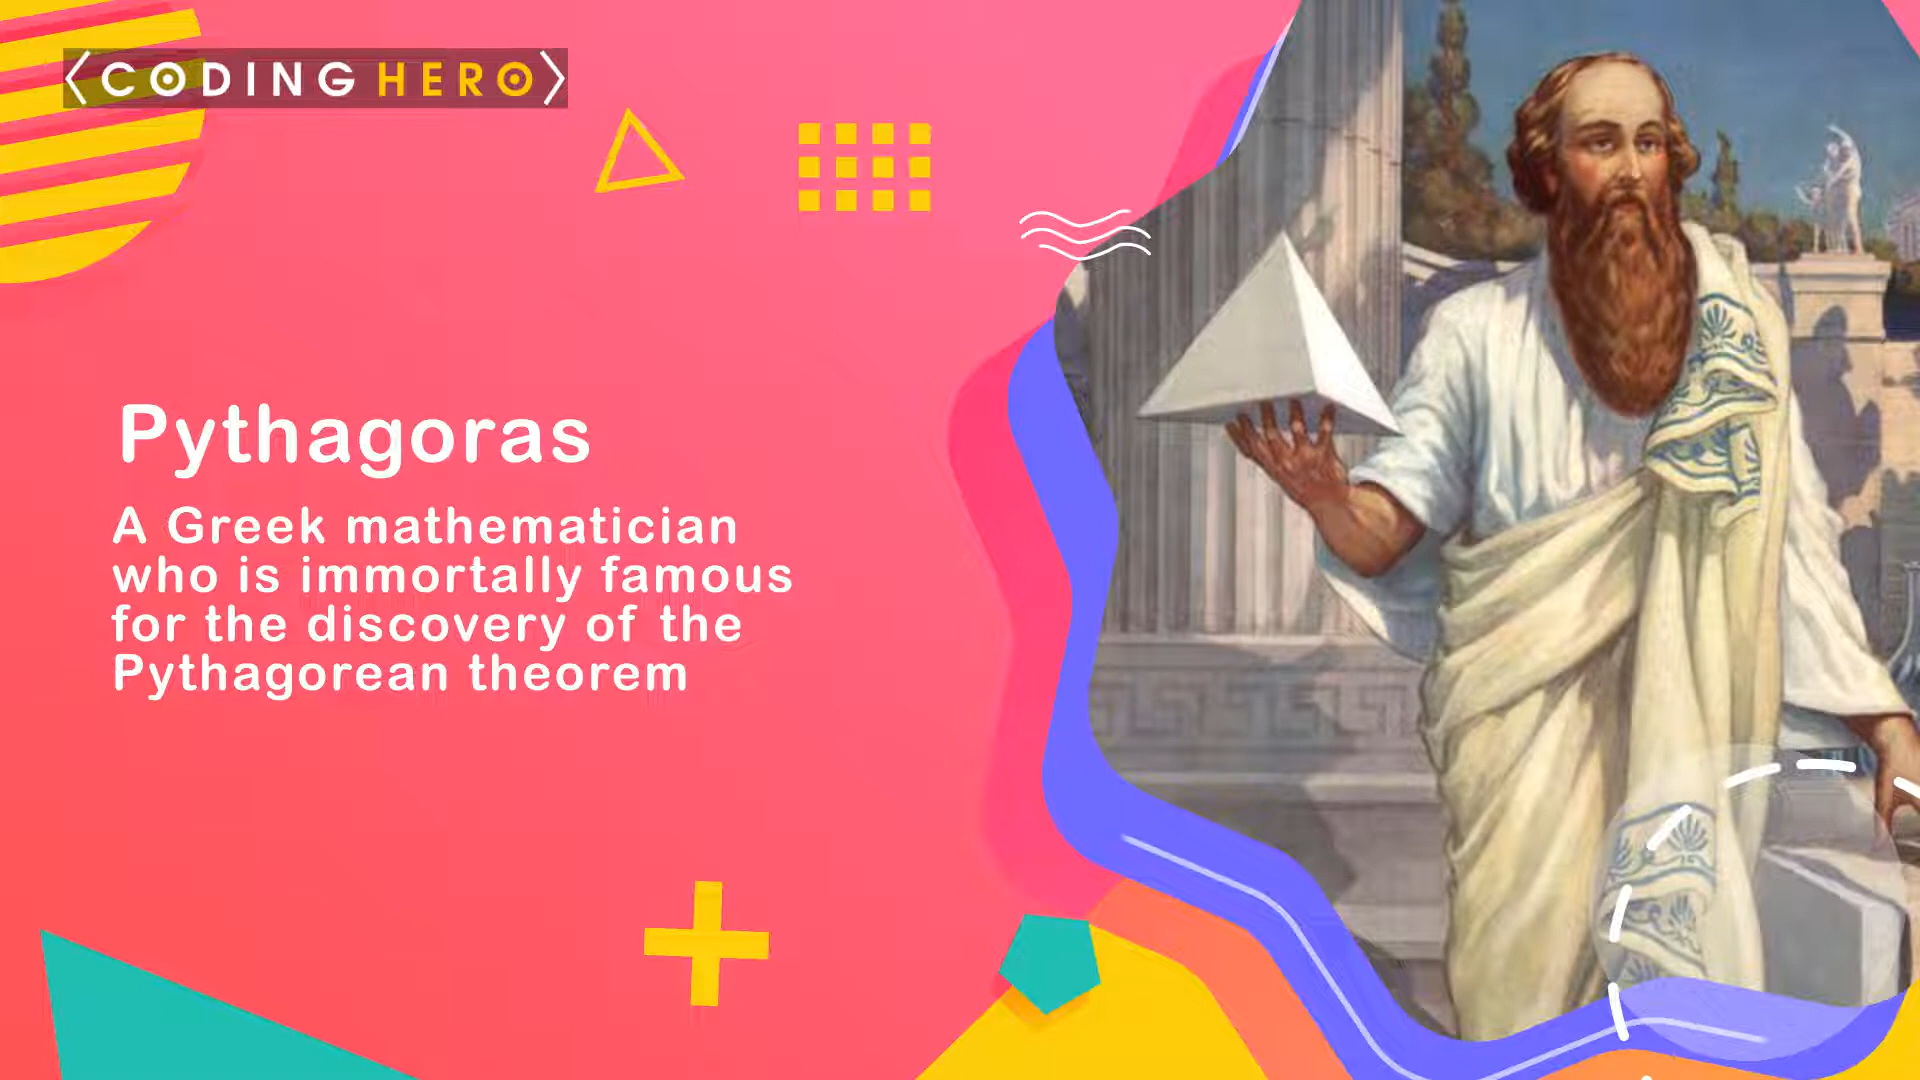 CODING HERO
Pythagoras
A Greek mathematician
who is immortally famous
for the discovery of the
Pythagorean theorem